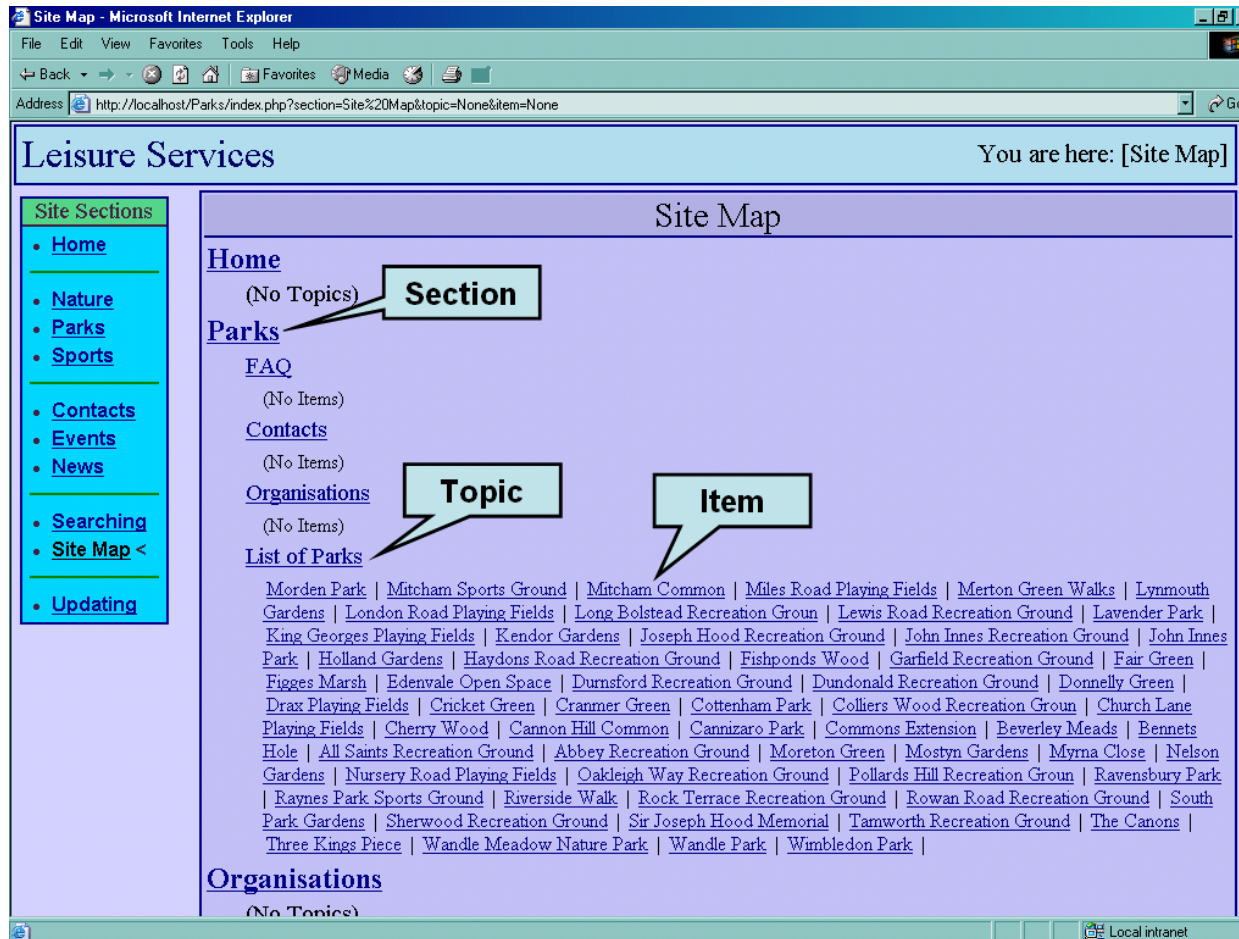 Site Map - Microsoft Internet Explorer
File Edit View Favorites Tools Help
Back Favorites Media
Address http://localhost/Parks/index.php?section=Site%20Map&topic=None&item=None
Leisure Services
You are here: [Site Map]
Site Sections
Home
Nature
Parks
Sports
Contacts
Events
News
Searching
Site Map <
Updating
Site Map
Home
(No Topics)
Section
Parks
FAQ
(No Items)
Contacts
(No Items)
Organisations
Topic
Item
(No Items)
List of Parks
Morden Park | Mitcham Sports Ground | Mitcham Common | Miles Road Playing Fields | Merton Green Walks | Lynmouth
Gardens | London Road Playing Fields | Long Bolstead Recreation Groun | Lewis Road Recreation Ground | Lavender Park |
King Georges Playing Fields | Kendor Gardens | Joseph Hood Recreation Ground | John Innes Recreation Ground | John Innes
Park | Holland Gardens | Haydons Road Recreation Ground | Fishponds Wood | Garfield Recreation Ground | Fair Green |
Figges Marsh | Edenvale Open Space | Durnsford Recreation Ground | Dundonald Recreation Ground | Donnelly Green |
Drax Playing Fields | Cricket Green | Cranmer Green | Cottenham Park | Colliers Wood Recreation Groun | Church Lane
Playing Fields | Cherry Wood | Cannon Hill Common | Cannizaro Park | Commons Extension | Beverley Meads | Bennets
Hole | All Saints Recreation Ground | Abbey Recreation Ground | Moreton Green | Mostyn Gardens | Myrna Close | Nelson
Gardens | Nursery Road Playing Fields | Oakleigh Way Recreation Ground | Pollards Hill Recreation Groun | Ravensbury Park
| Raynes Park Sports Ground | Riverside Walk | Rock Terrace Recreation Ground | Rowan Road Recreation Ground | South
Park Gardens | Sherwood Recreation Ground | Sir Joseph Hood Memorial | Tamworth Recreation Ground | The Canons |
Three Kings Piece | Wandle Meadow Nature Park | Wandle Park | Wimbledon Park |
Organisations
(No Topics)
Local intranet